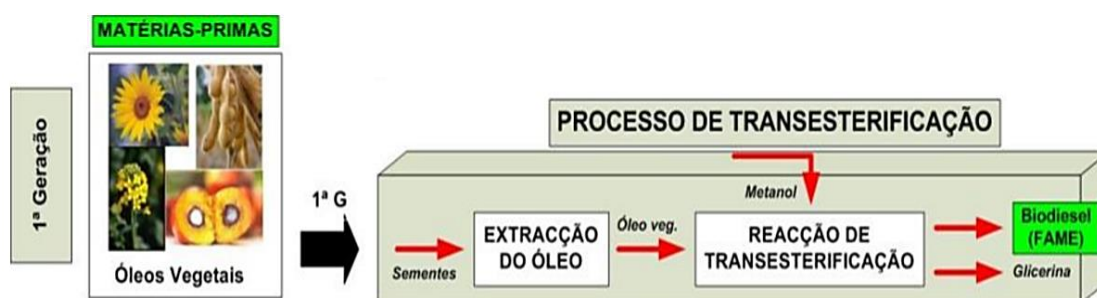 MATÉRIAS-PRIMAS
1ª Geração
Óleos Vegetais
1ª G
PROCESSO DE TRANSESTERIFICAÇÃO
Metanol
Sementes
EXTRACÇÃO
DO ÓLEO
Óleo veg.
REACÇÃO DE
TRANSESTERIFICAÇÃO
Biodiesel
(FAME)
Glicerina